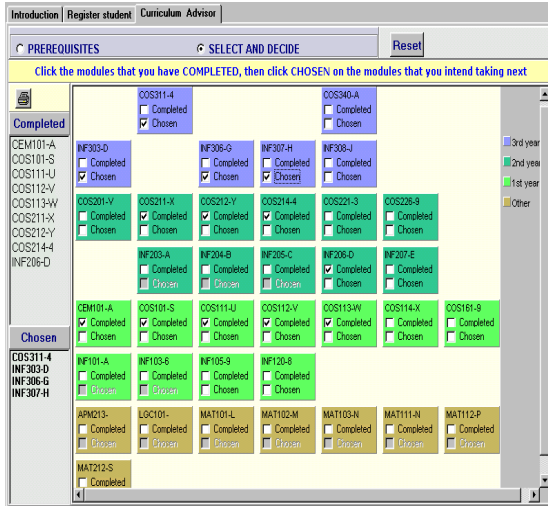 Introduction Register student Curriculum Advisor
PREREQUISITES SELECT AND DECIDE Reset
Click the modules that you have COMPLETED, then click CHOSEN on the modules that you intend taking next
Completed
CEM101-A
COS101-S
COS111-U
COS112-V
COS113-W
COS211-X
COS212-Y
COS214-4
INF206-D
Chosen
COS311-4
INF303-D
INF306-G
INF307-H
COS311-4 COS340-A
Completed Completed
Chosen Chosen
INF303-D INF306-G INF307-H INF308-J
Completed Completed Completed Completed
Chosen Chosen Chosen Chosen
COS201-V COS211-X COS212-Y COS214-4 COS221-3 COS226-9
Completed Completed Completed Completed Completed Completed
Chosen Chosen Chosen Chosen Chosen Chosen
INF203-A INF204-B INF205-C INF206-D INF207-E
Completed Completed Completed Completed Completed
Chosen Chosen Chosen Chosen Chosen
CEM101-A COS101-S COS111-U COS112-V COS113-W COS114-X COS161-9
Completed Completed Completed Completed Completed Completed Completed
Chosen Chosen Chosen Chosen Chosen Chosen Chosen
INF101-A INF103-6 INF105-9 INF120-8
Completed Completed Completed Completed
Chosen Chosen Chosen Chosen
APM213- LGC101- MAT101-L MAT102-M MAT103-N MAT111-N MAT112-P
Completed Completed Completed Completed Completed Completed Completed
Chosen Chosen Chosen Chosen Chosen Chosen Chosen
MAT212-S
Completed
3rd year
2nd year
1st year
Other